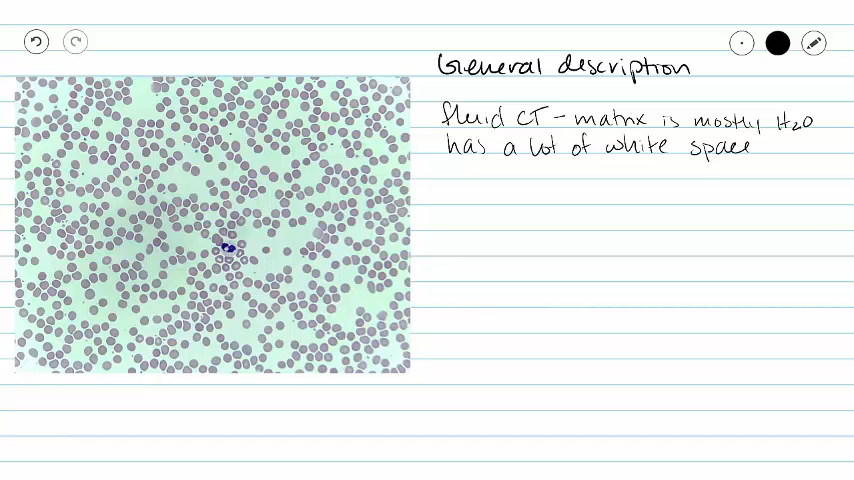 General description
fluid CT - matrix is mostly H2O
has a lot of white space